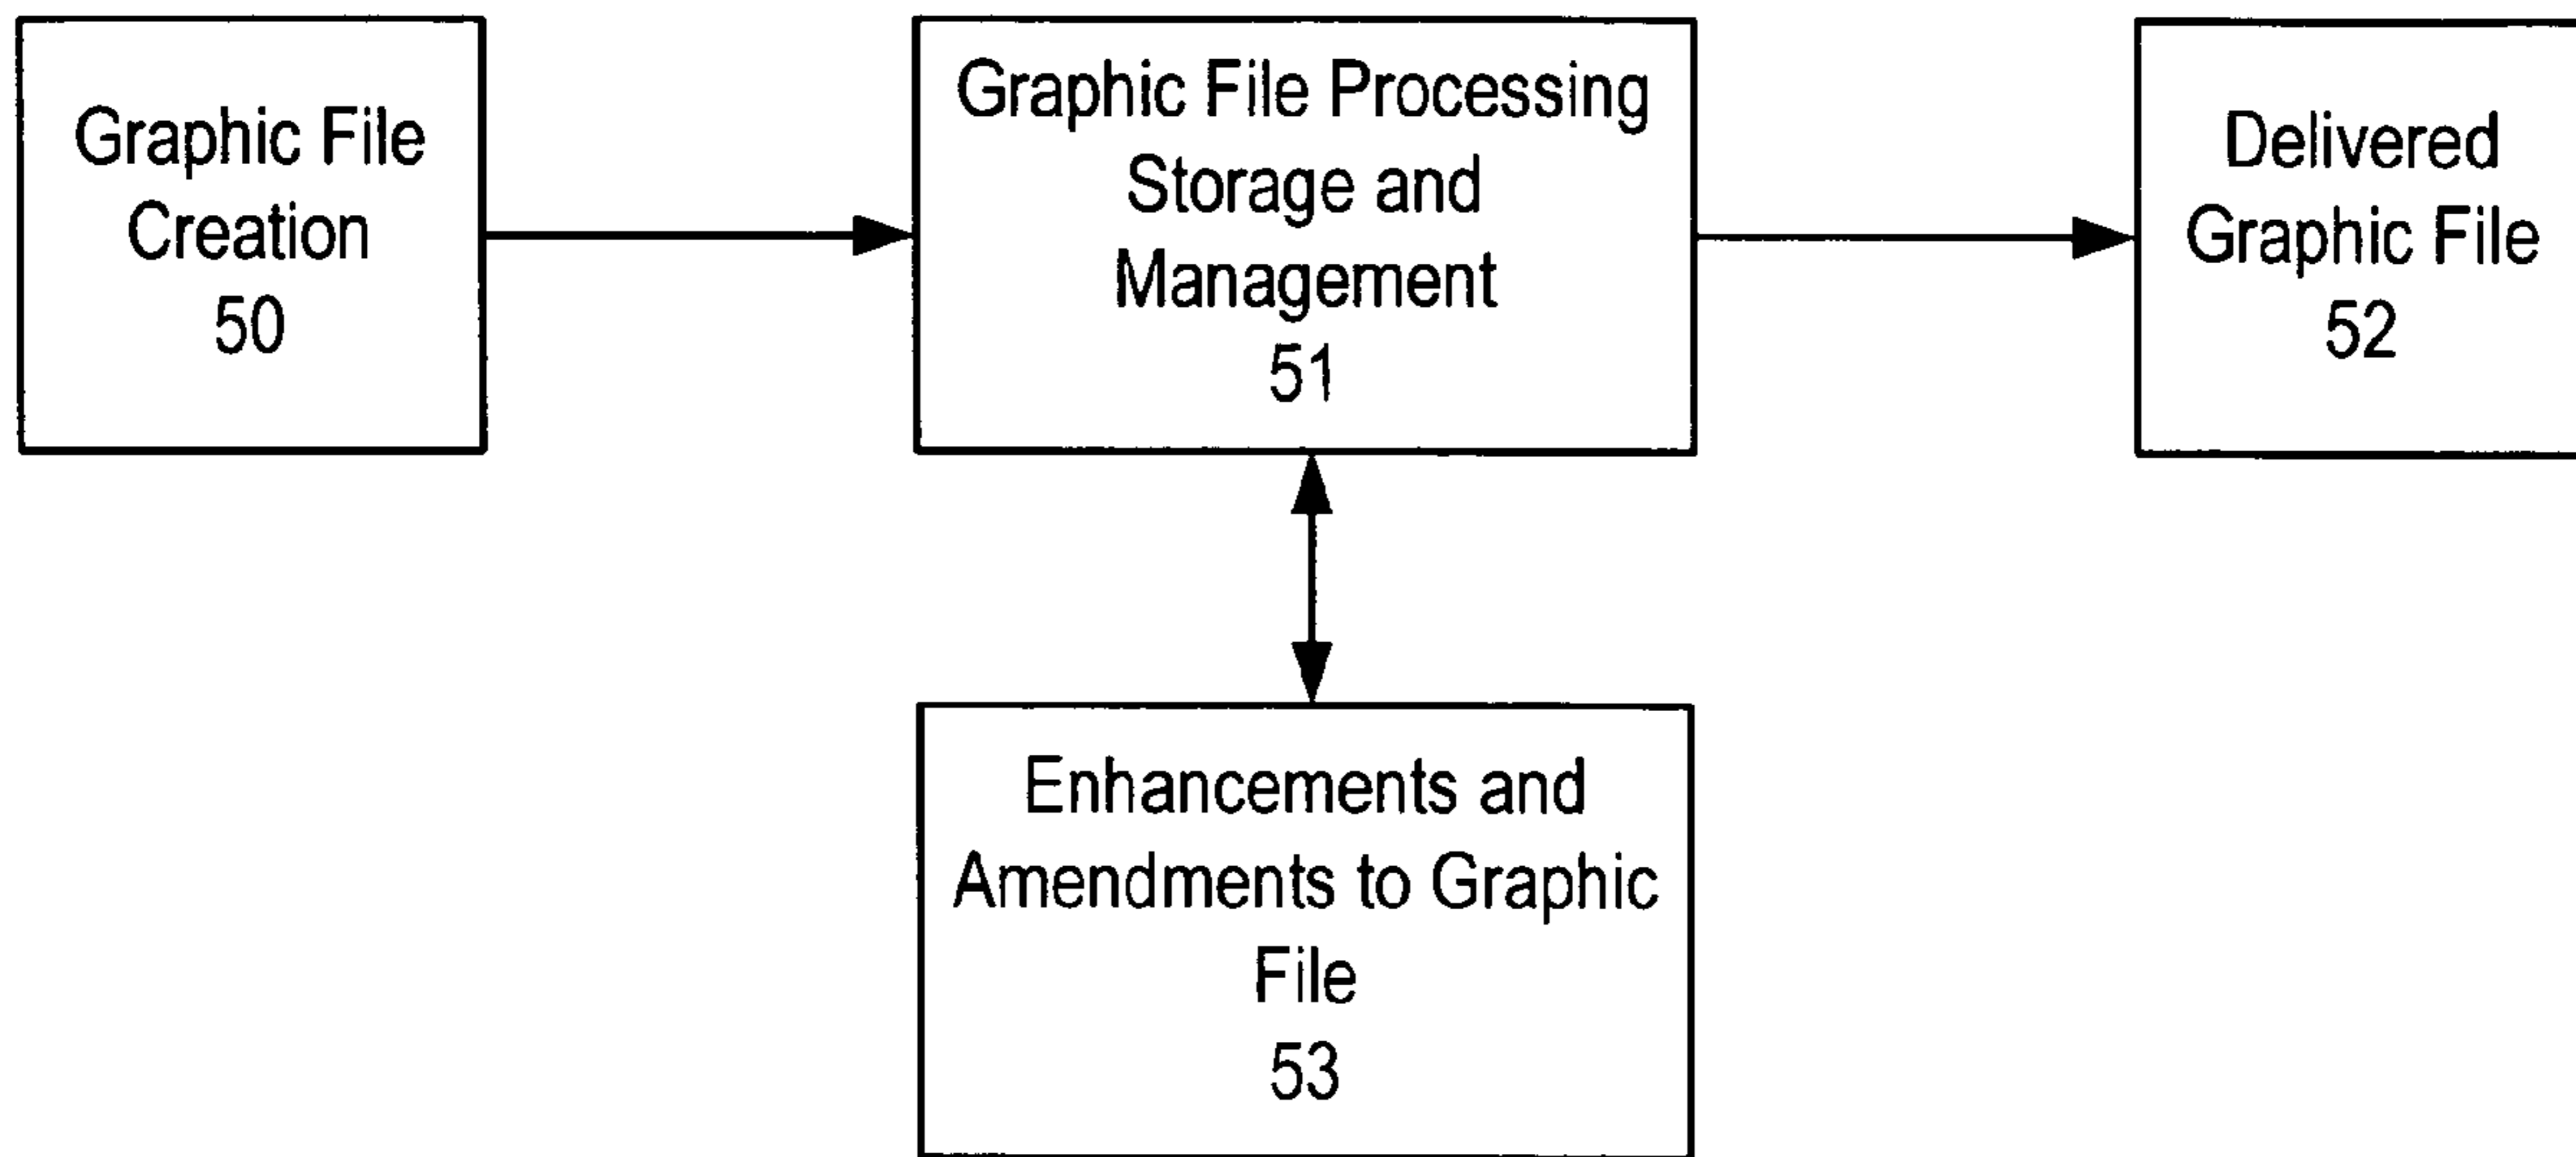 Graphic File
Creation
50
Graphic File Processing
Storage and
Management
51
Delivered
Graphic File
52
Enhancements and
Amendments to Graphic
File
53